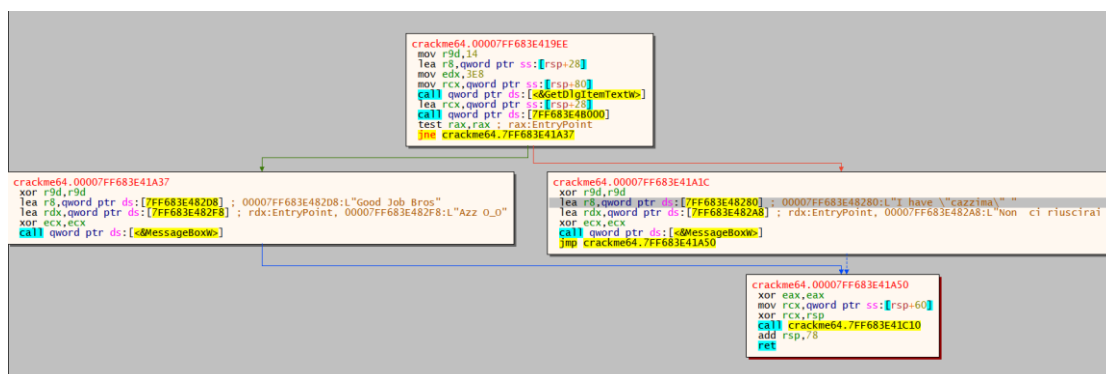 crackme64.00007FF683E419EE
mov r9d,14
lea r8,qword ptr ss:[rsp+28]
mov edx,3E8
mov rcx,qword ptr ss:[rsp+80]
call qword ptr ds:[<&GetDlgItemTextW>]
lea rcx,qword ptr ss:[rsp+28]
call qword ptr ds:[7FF683E4B000]
test rax,rax ; rax:EntryPoint
jne crackme64.7FF683E41A37
crackme64.00007FF683E41A37
xor r9d,r9d
lea r8,qword ptr ds:[7FF683E482D8] ; 00007FF683E482D8:L"Good Job Bros"
lea rdx,qword ptr ds:[7FF683E482F8] ; rdx:EntryPoint, 00007FF683E482F8:L"Azz O_O"
xor ecx,ecx
call qword ptr ds:[<&MessageBoxW>]
crackme64.00007FF683E41A1C
xor r9d,r9d
lea r8,qword ptr ds:[7FF683E48280] ; 00007FF683E48280:L"I have \"cazzima\" "
lea rdx,qword ptr ds:[7FF683E482A8] ; rdx:EntryPoint, 00007FF683E482A8:L"Non ci riuscirai
xor ecx,ecx
call qword ptr ds:[<&MessageBoxW>]
jmp crackme64.7FF683E41A50
crackme64.00007FF683E41A50
xor eax,eax
mov rcx,qword ptr ss:[rsp+60]
xor rcx,rsp
call crackme64.7FF683E41C10
add rsp,78
ret